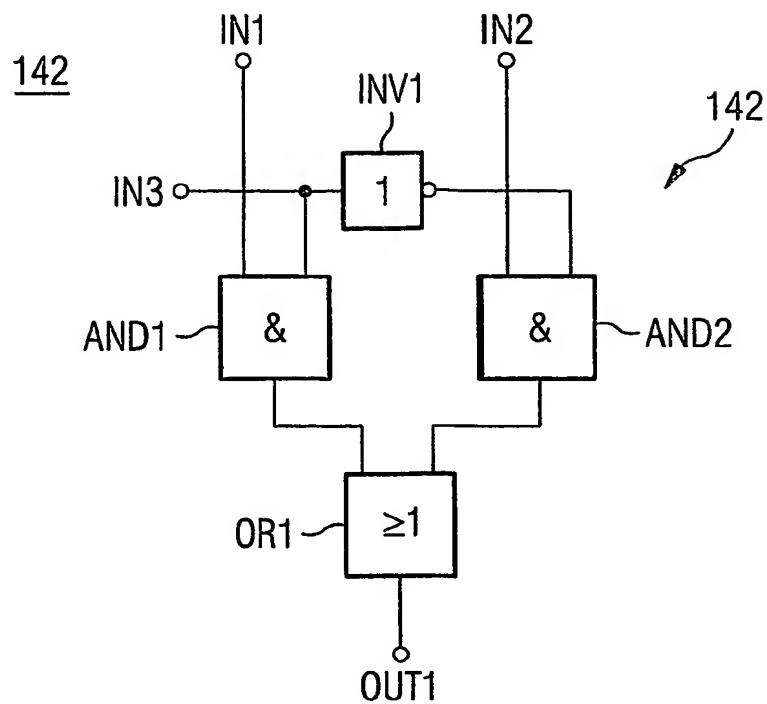 IN1
IN2
142
INV1
142
IN3
1
AND1
&
&
AND2
OR1
≥1
OUT1